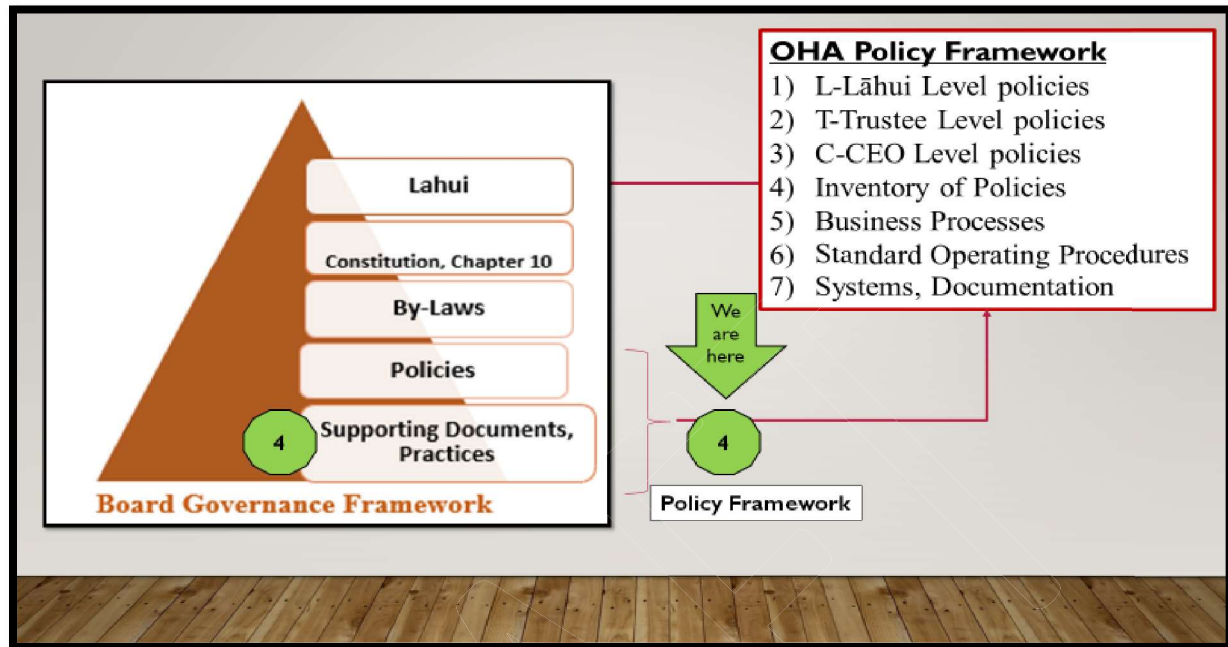 Lahui
Constitution, Chapter 10
By-Laws
Policies
4
Supporting Documents,
Practices
Board Governance Framework
We
are
here
4
Policy Framework
OHA Policy Framework
1) L-Lāhui Level policies
2) T-Trustee Level policies
3) C-CEO Level policies
4) Inventory of Policies
5) Business Processes
6) Standard Operating Procedures
7) Systems, Documentation